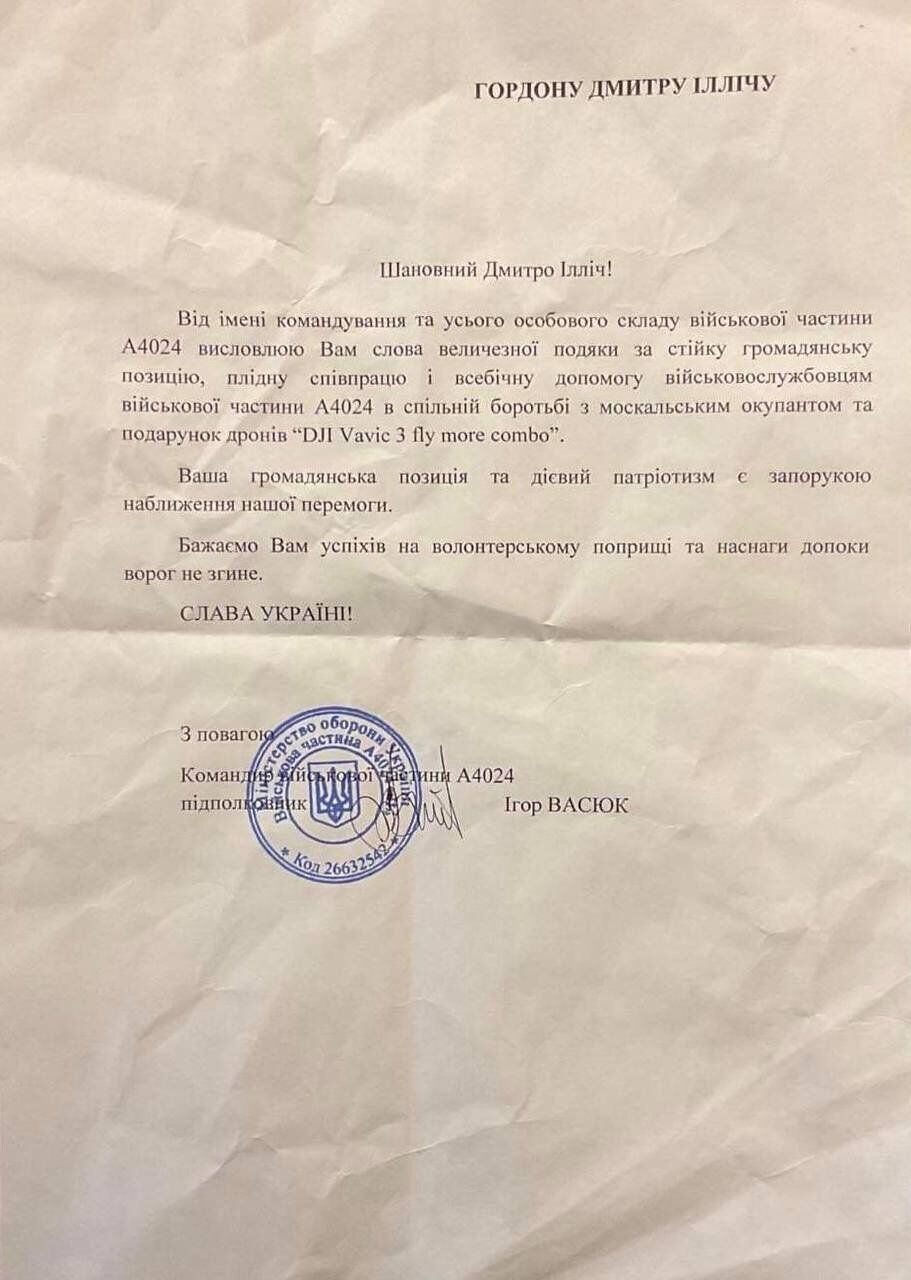 ГОРДОНУ ДМИТРУ ІЛЛІЧУ
Шановний Дмитро Ілліч!
Від імені командування та усього особового складу військової частини
А4024 висловлюю Вам слова величезної подяки за стійку громадянську
позицію, плідну співпрацю і всебічну допомогу військовослужбовцям
військової частини А4024 в спільній боротьбі з москальським окупантом та
подарунок дронів “DJI Vavic 3 fly more combo”.
Ваша громадянська позиція та дієвий патріотизм є запорукою
наближення нашої перемоги.
Бажаємо Вам успіхів на волонтерському поприщі та наснаги допоки
ворог не згине.
СЛАВА УКРАЇНІ!
З повагою
Командир військової частини А4024
підполковник Ігор ВАСЮК
Міністерство оборони України
Військова частина А4024
* Код 26632542 *